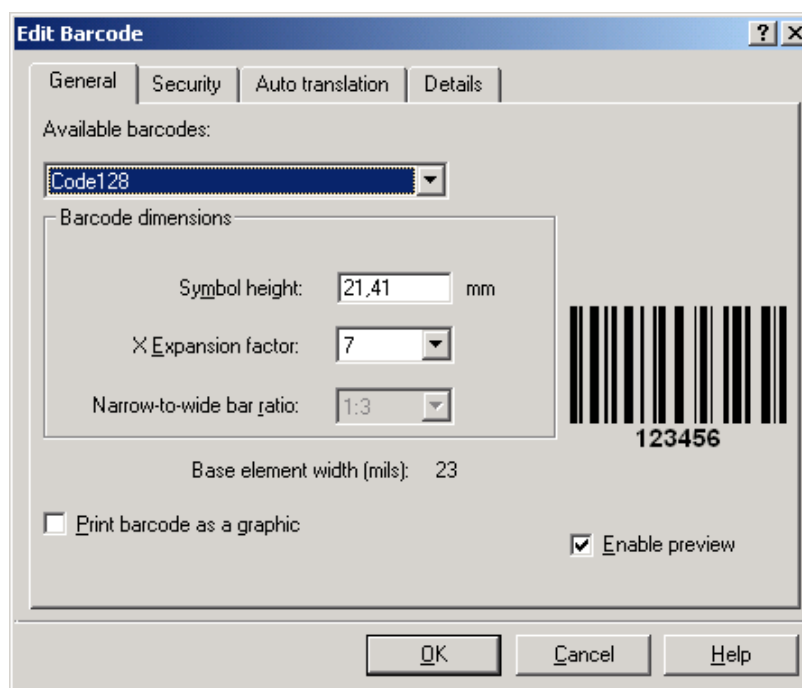 Edit Barcode
General Security Auto translation Details
Available barcodes:
Code128
Barcode dimensions
Symbol height: 21,41 mm
X Expansion factor: 7
Narrow-to-wide bar ratio: 1:3
123456
Base element width (mils): 23
Print barcode as a graphic
Enable preview
OK Cancel Help